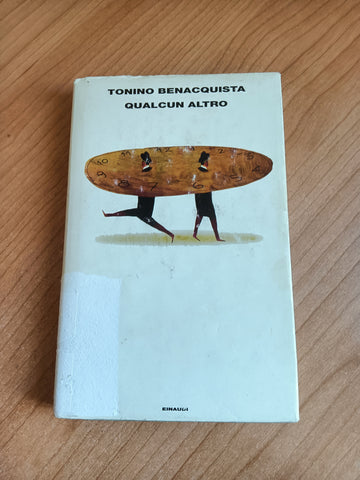 TONINO BENACQUISTA
QUALCUN ALTRO
EINAUDI